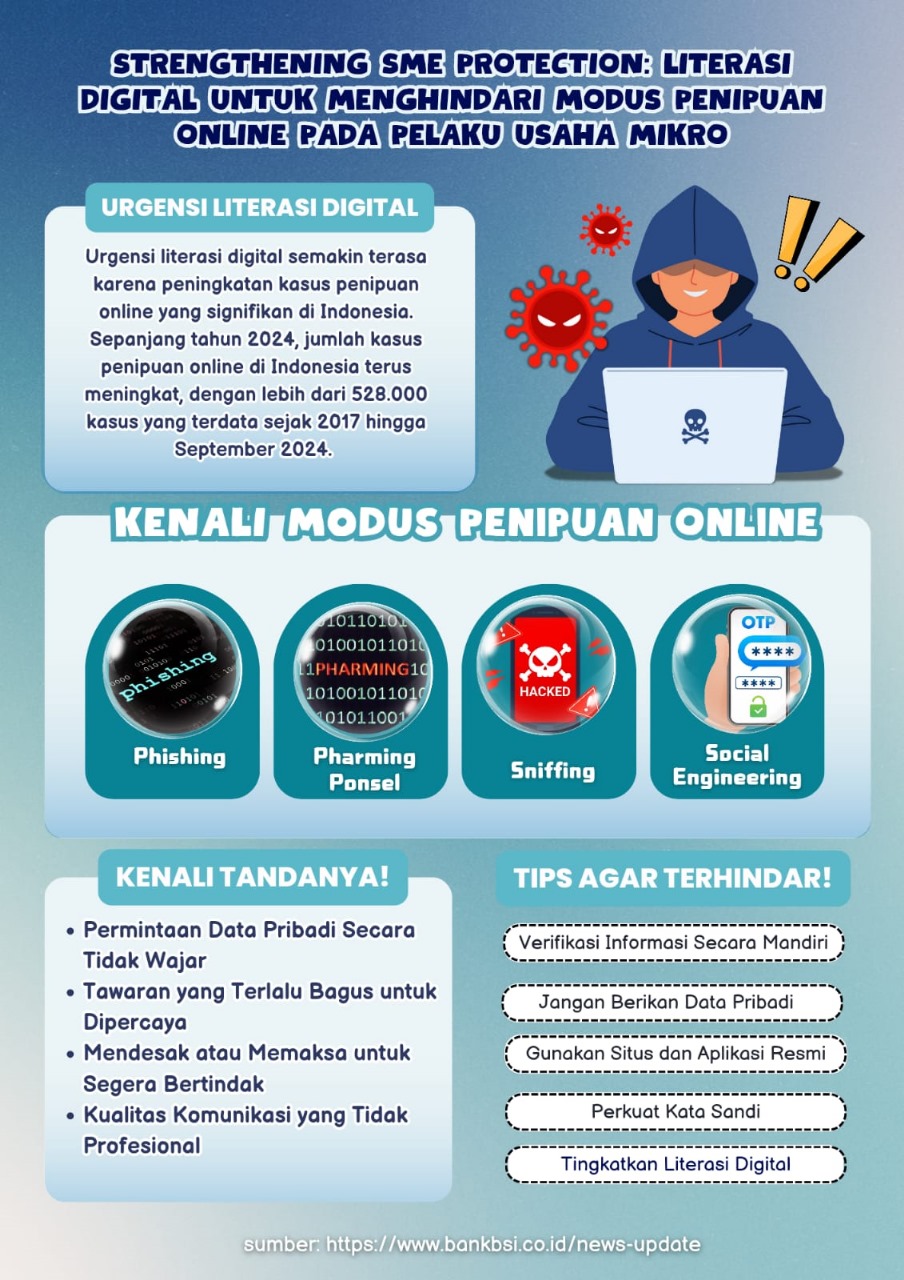 STRENGTHENING SME PROTECTION: LITERASI
DIGITAL UNTUK MENGHINDARI MODUS PENIPUAN
ONLINE PADA PELAKU USAHA MIKRO
URGENSI LITERASI DIGITAL
Urgensi literasi digital semakin terasa
karena peningkatan kasus penipuan
online yang signifikan di Indonesia.
Sepanjang tahun 2024, jumlah kasus
penipuan online di Indonesia terus
meningkat, dengan lebih dari 528.000
kasus yang terdata sejak 2017 hingga
September 2024.
KENALI MODUS PENIPUAN ONLINE
phishing
Phishing
PHARMING
Pharming
Ponsel
HACKED
Sniffing
OTP
****
****
Social
Engineering
KENALI TANDANYA!
• Permintaan Data Pribadi Secara
Tidak Wajar
• Tawaran yang Terlalu Bagus untuk
Dipercaya
• Mendesak atau Memaksa untuk
Segera Bertindak
• Kualitas Komunikasi yang Tidak
Profesional
TIPS AGAR TERHINDAR!
Verifikasi Informasi Secara Mandiri
Jangan Berikan Data Pribadi
Gunakan Situs dan Aplikasi Resmi
Perkuat Kata Sandi
Tingkatkan Literasi Digital
sumber: https://www.bankbsi.co.id/news-update